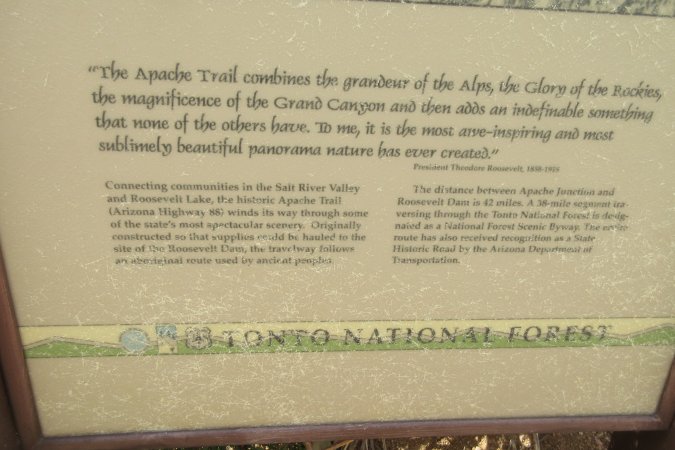 "The Apache Trail combines the grandeur of the Alps, the Glory of the Rockies,
the magnificence of the Grand Canyon and then adds an indefinable something
that none of the others have. To me, it is the most awe-inspiring and most
sublimely beautiful panorama nature has ever created."
President Theodore Roosevelt, 1858-1919
Connecting communities in the Salt River Valley
and Roosevelt Lake, the historic Apache Trail
(Arizona Highway 88) winds its way through some
of the state's most spectacular scenery. Originally
constructed so that supplies could be hauled to the
site of the Roosevelt Dam, the travelway follows
an aboriginal route used by ancient peoples.
The distance between Apache Junction and
Roosevelt Dam is 42 miles. A 38-mile segment tra-
versing through the Tonto National Forest is desig-
nated as a National Forest Scenic Byway. The entire
route has also received recognition as a State
Historic Road by the Arizona Department of
Transportation.
TONTO NATIONAL FOREST